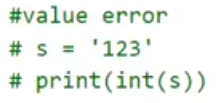 #value error
# s = '123'
# print(int(s))